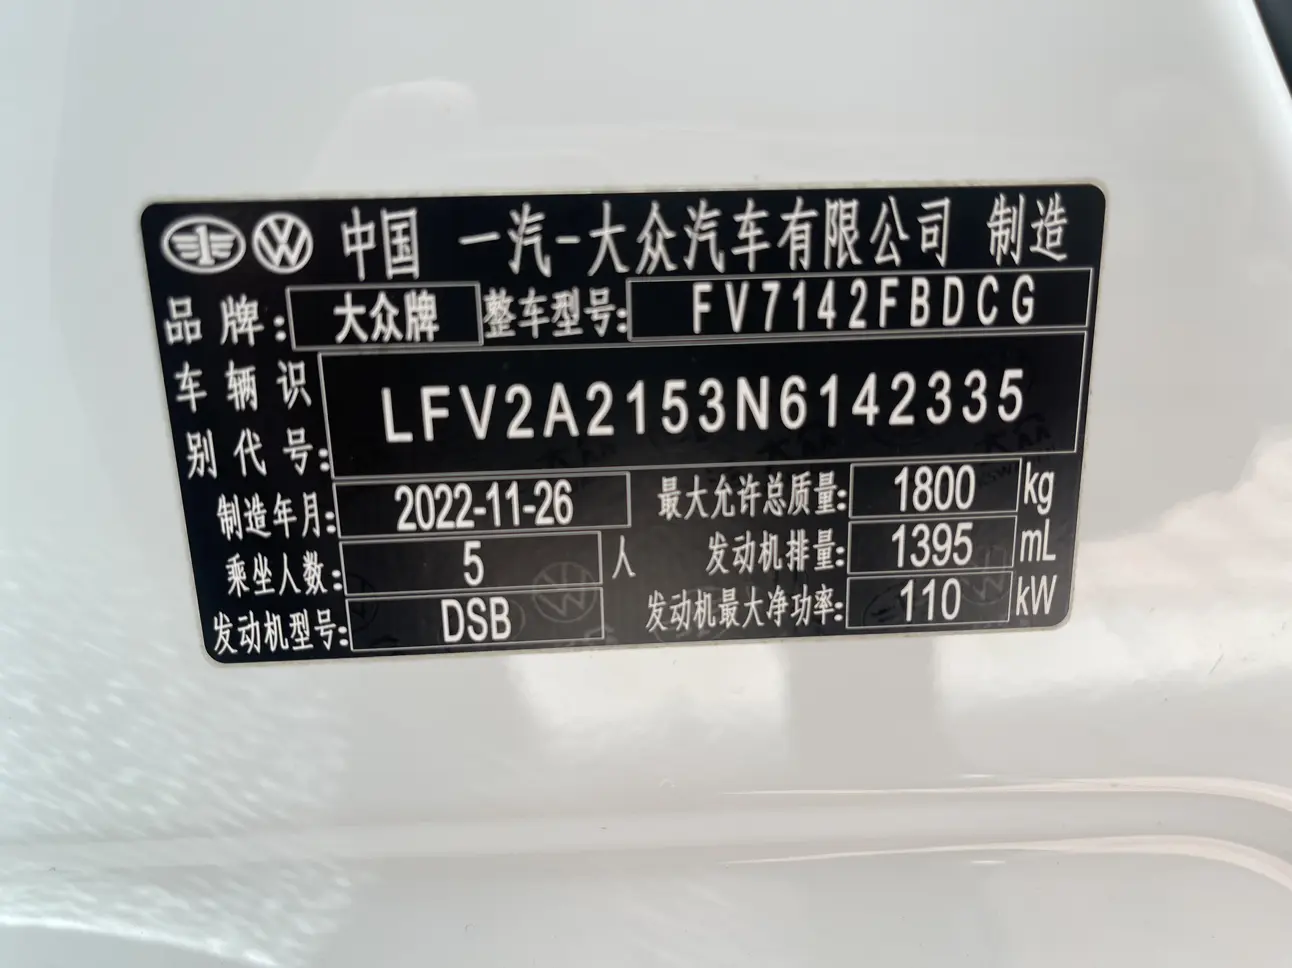 中国 一汽-大众汽车有限公司 制造
品牌: 大众牌 整车型号: FV7142FBDCG
车辆识别代号: LFV2A2153N6142335
制造年月: 2022-11-26 最大允许总质量: 1800 kg
乘坐人数: 5 人 发动机排量: 1395 mL
发动机型号: DSB 发动机最大净功率: 110 kW